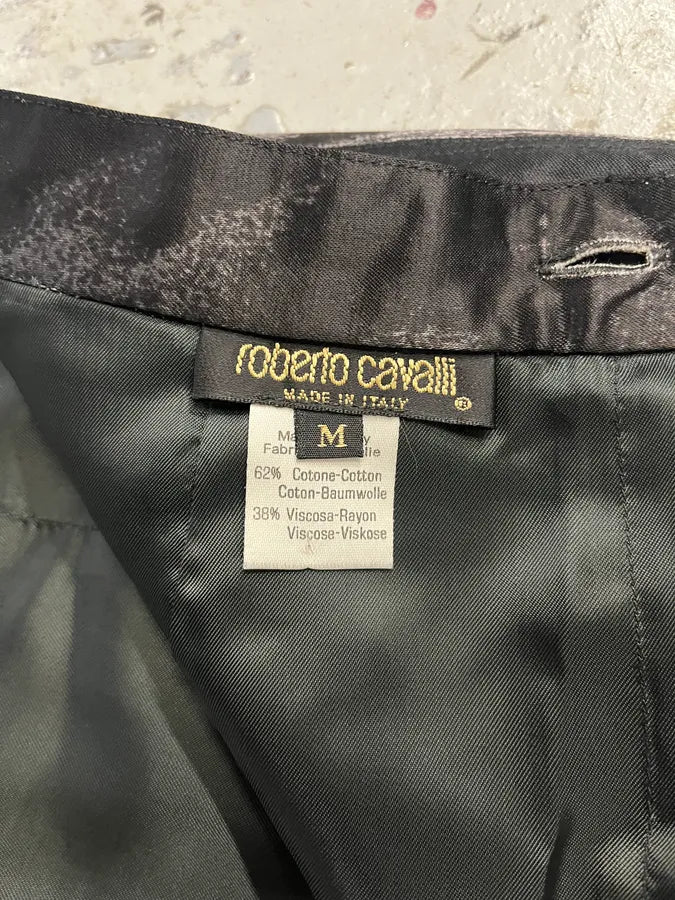 roberto cavalli
MADE IN ITALY
®
M
62% Cotone-Cotton
Coton-Baumwolle
38% Viscosa-Rayon
Viscose-Viskose